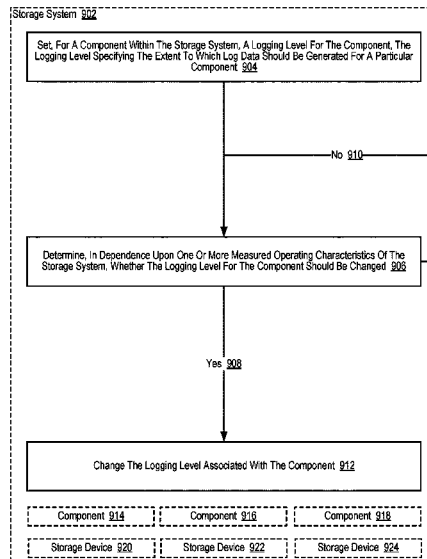 Storage System 902
Set, For A Component Within The Storage System, A Logging Level For The Component, The
Logging Level Specifying The Extent To Which Log Data Should Be Generated For A Particular
Component 904
No 910
Determine, In Dependence Upon One Or More Measured Operating Characteristics Of The
Storage System, Whether The Logging Level For The Component Should Be Changed 906
Yes 908
Change The Logging Level Associated With The Component 912
Component 914
Component 916
Component 918
Storage Device 920
Storage Device 922
Storage Device 924